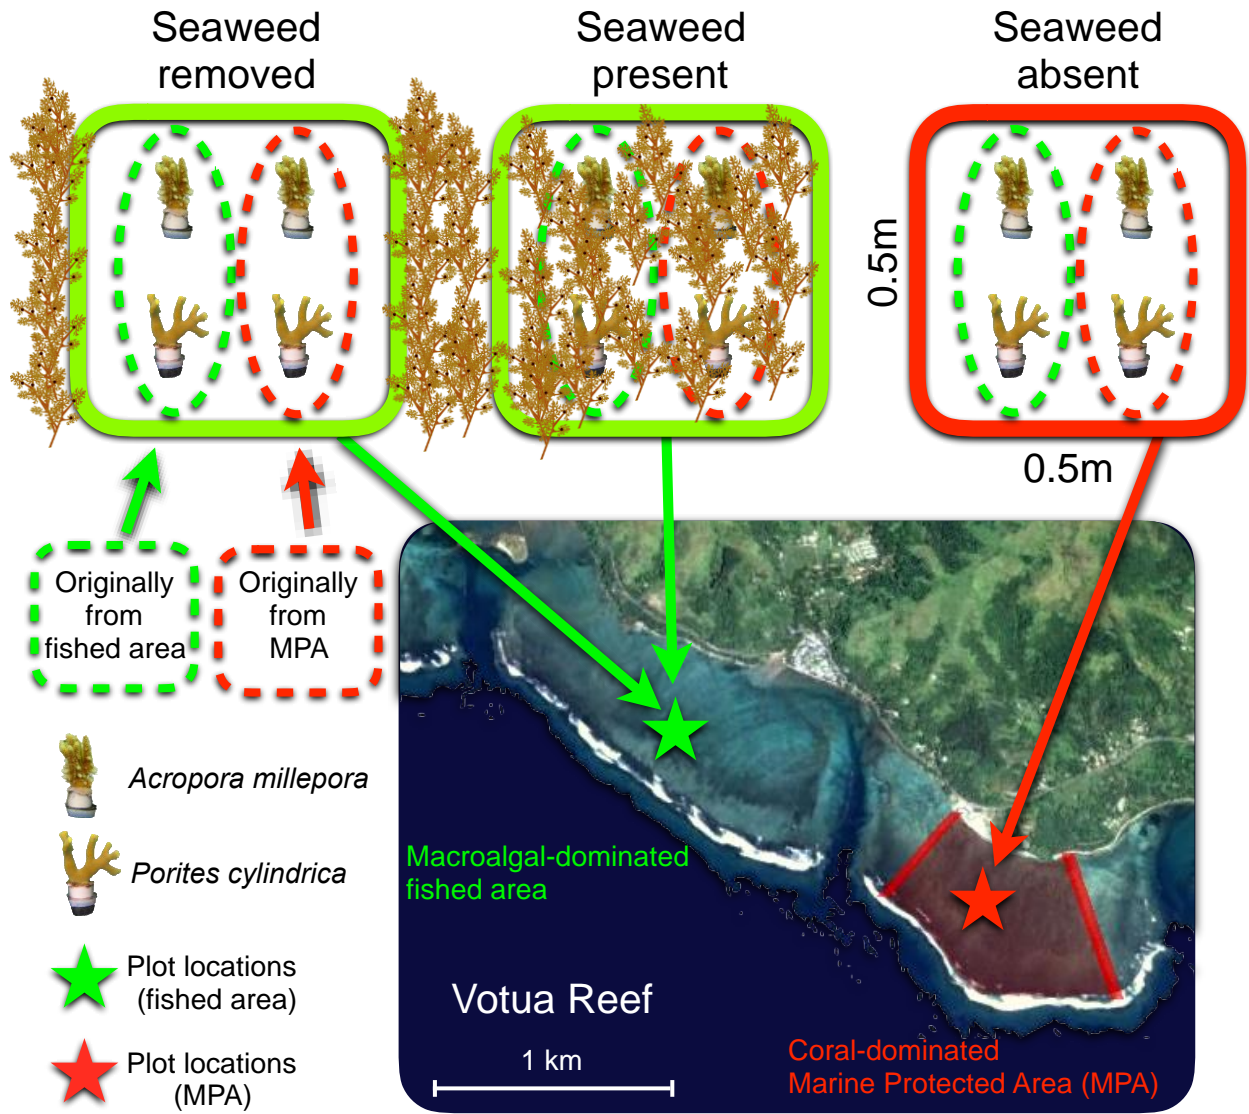 Seaweed
removed
Seaweed
present
Seaweed
absent
0.5m
0.5m
Originally
from
fished area
Originally
from
MPA
Acropora millepora
Porites cylindrica
Plot locations
(fished area)
Plot locations
(MPA)
Macroalgal-dominated
fished area
Votua Reef
1 km
Coral-dominated
Marine Protected Area (MPA)